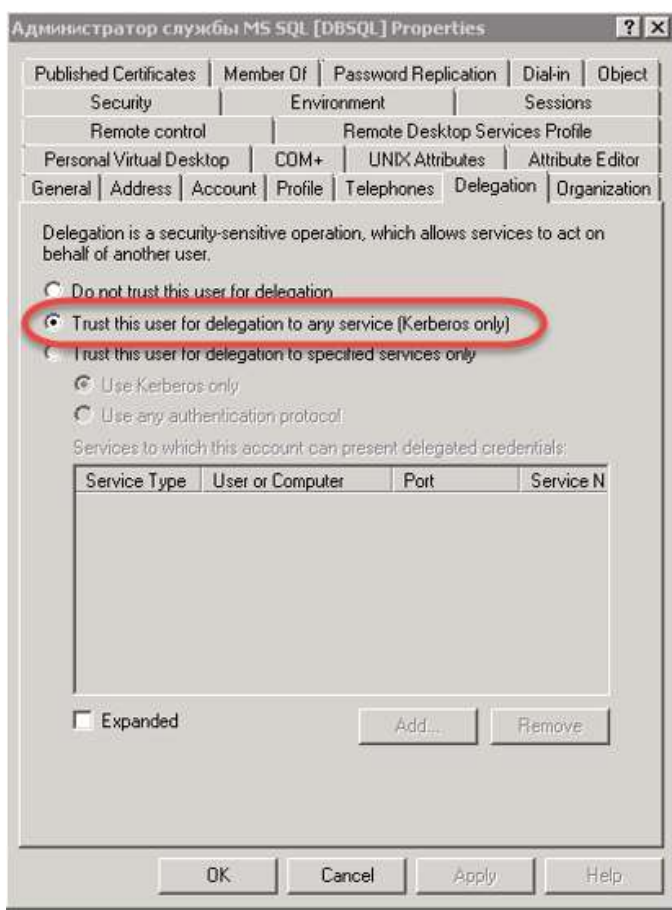 Администратор службы MS SQL [DBSQL] Properties
Published Certificates Member Of Password Replication Dial-in Object
Security Environment Sessions
Remote control Remote Desktop Services Profile
Personal Virtual Desktop COM+ UNIX Attributes Attribute Editor
General Address Account Profile Telephones Delegation Organization
Delegation is a security-sensitive operation, which allows services to act on
behalf of another user.
Do not trust this user for delegation
Trust this user for delegation to any service (Kerberos only)
Trust this user for delegation to specified services only
Use Kerberos only
Use any authentication protocol
Services to which this account can present delegated credentials:
Service Type User or Computer Port Service N
Expanded Add... Remove
OK Cancel Apply Help